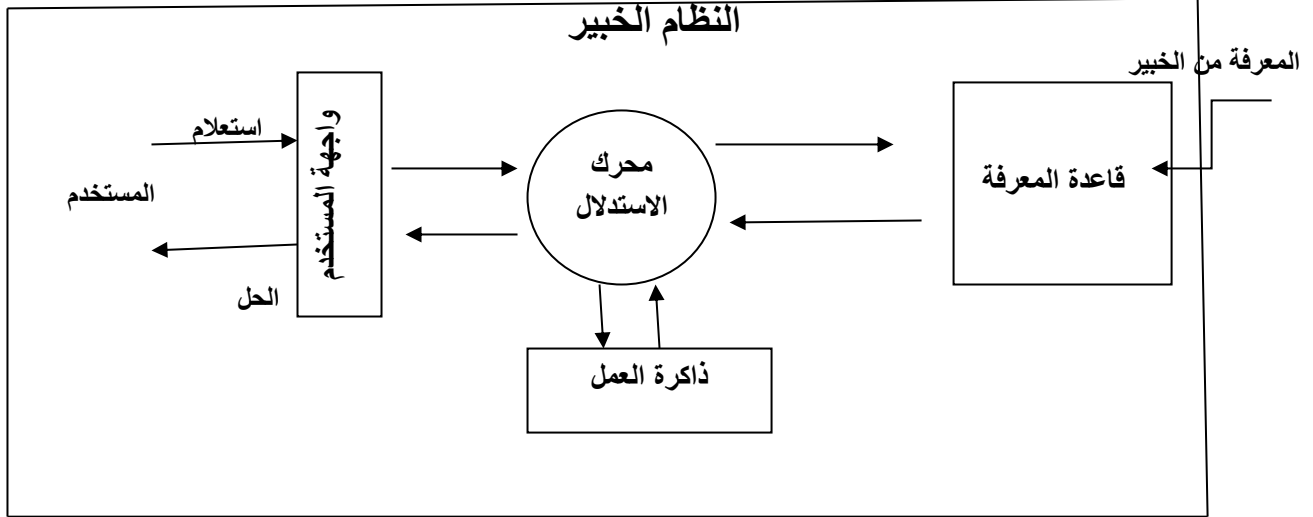 النظام الخبير
المعرفة من الخبير
قاعدة المعرفة
محرك
الاستدلال
واجهة المستخدم
استعلام
المستخدم
الحل
ذاكرة العمل